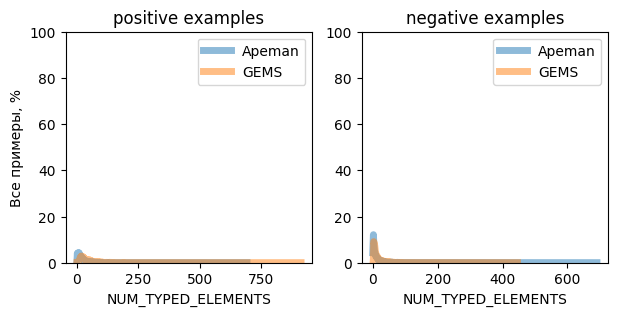 positive examples
negative examples
Все примеры, %
100
80
60
40
20
0
Apeman
GEMS
0
250
500
750
NUM_TYPED_ELEMENTS
100
80
60
40
20
0
Apeman
GEMS
0
200
400
600
NUM_TYPED_ELEMENTS